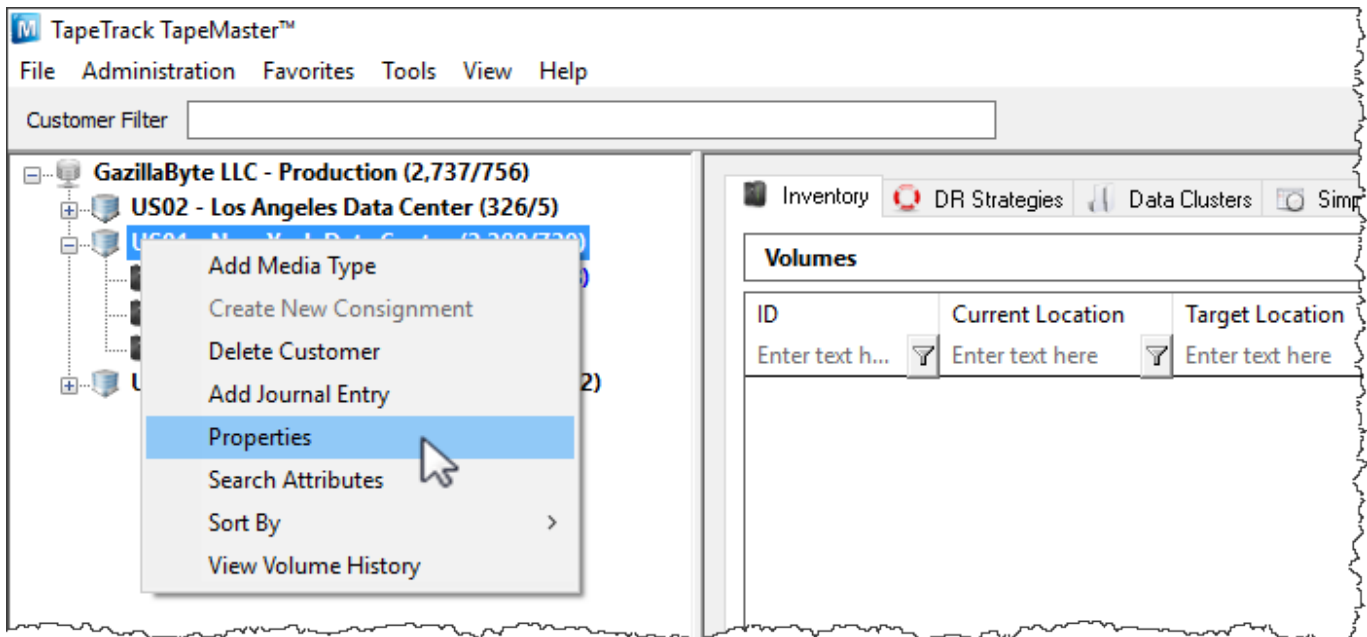 TapeTrack TapeMaster™
File Administration Favorites Tools View Help
Customer Filter
GazillaByte LLC - Production (2,737/756)
US02 - Los Angeles Data Center (326/5)
Add Media Type
Create New Consignment
Delete Customer
Add Journal Entry
Properties
Search Attributes
Sort By
View Volume History
2)
Inventory DR Strategies Data Clusters
Volumes
ID Current Location Target Location
Enter text h... Enter text here Enter text here